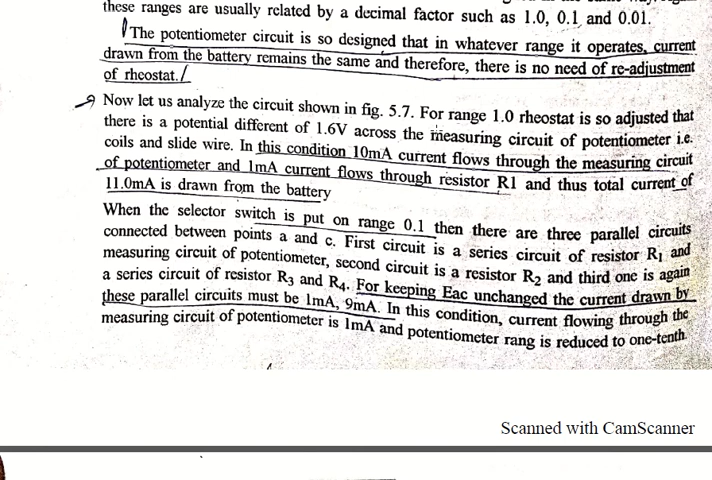 these ranges are usually related by a decimal factor such as 1.0, 0.1 and 0.01.
The potentiometer circuit is so designed that in whatever range it operates, current
drawn from the battery remains the same and therefore, there is no need of re-adjustment
of rheostat.
Now let us analyze the circuit shown in fig. 5.7. For range 1.0 rheostat is so adjusted that
there is a potential different of 1.6V across the measuring circuit of potentiometer i.e.
coils and slide wire. In this condition 10mA current flows through the measuring circuit
of potentiometer and 1mA current flows through resistor R1 and thus total current of
11.0mA is drawn from the battery
When the selector switch is put on range 0.1 then there are three parallel circuits
connected between points a and c. First circuit is a series circuit of resistor R₁ and
measuring circuit of potentiometer, second circuit is a resistor R₂ and third one is again
a series circuit of resistor R₃ and R₄. For keeping Eac unchanged the current drawn by
these parallel circuits must be 1mA, 9mA. In this condition, current flowing through the
measuring circuit of potentiometer is 1mA and potentiometer rang is reduced to one-tenth.
Scanned with CamScanner